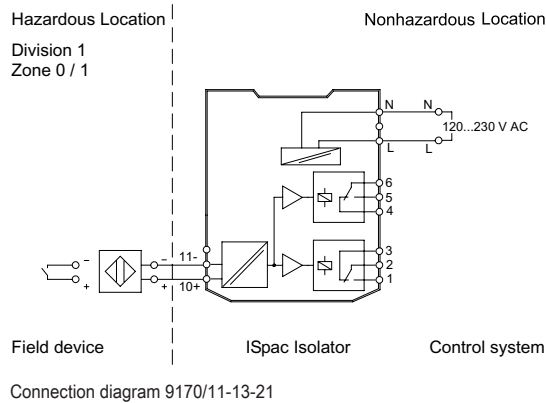 Hazardous Location
Nonhazardous Location
Division 1
Zone 0 / 1
N
N
120...230 V AC
L
L
6
5
4
3
2
1
–
–
11-
+
+
10+
Field device
ISpac Isolator
Control system
Connection diagram 9170/11-13-21